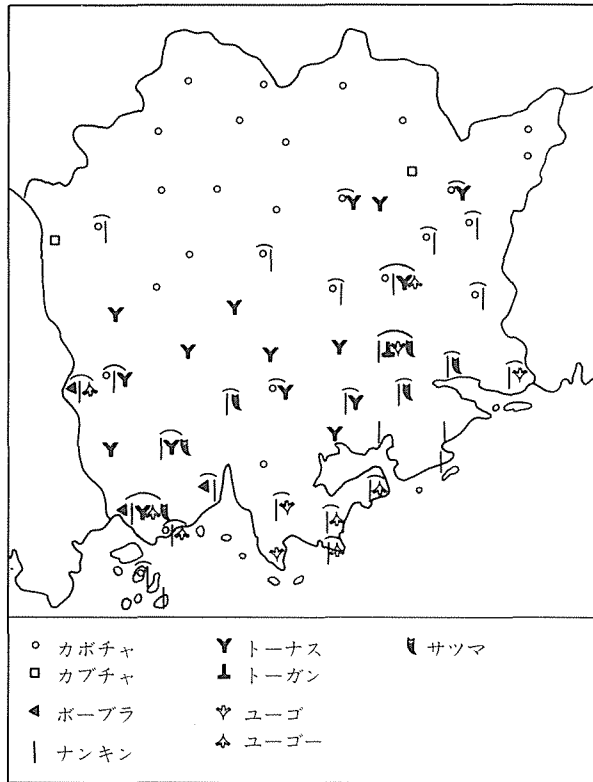 カボチャ トーナス サツマ
カブチャ トーガン
ボーブラ ユーゴ
ナンキン ユーゴー